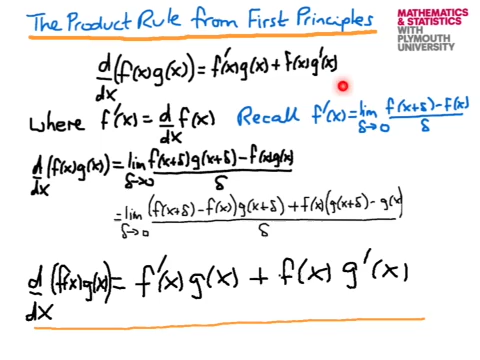 The Product Rule from First Principles
MATHEMATICS
& STATISTICS
WITH
PLYMOUTH
UNIVERSITY
d/dx (f(x)g(x)) = f'(x)g(x) + f(x)g'(x)
where f'(x) = d/dx f(x) Recall f'(x) = lim δ→0 (f(x+δ) - f(x))/δ
d/dx (f(x)g(x)) = lim δ→0 (f(x+δ)g(x+δ) - f(x)g(x))/δ
= lim δ→0 ((f(x+δ) - f(x))g(x+δ) + f(x)(g(x+δ) - g(x))/δ
d/dx (f(x)g(x)) = f'(x)g(x) + f(x)g'(x)